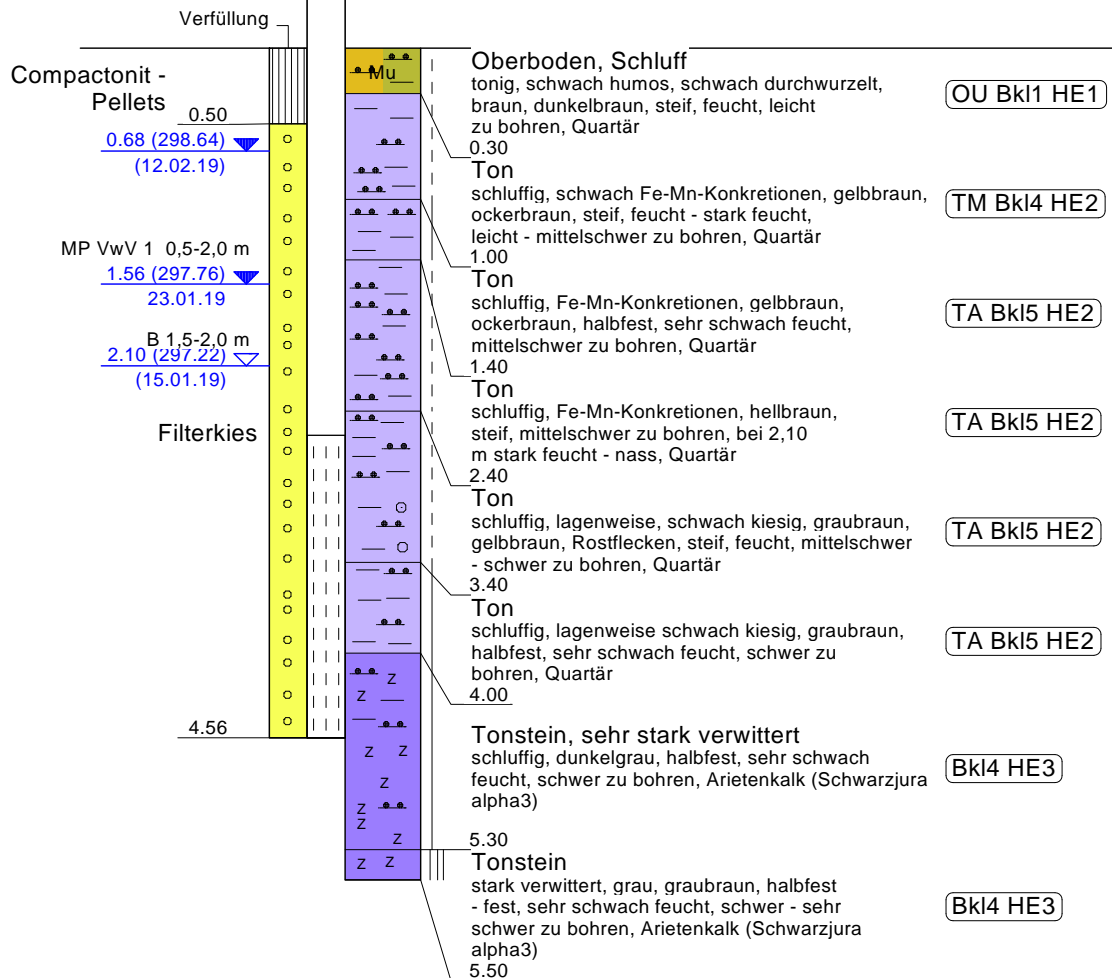 Verfüllung
Compactonit -
Pellets
0.50
0.68 (298.64)
(12.02.19)
MP VwV 1 0,5-2,0 m
1.56 (297.76)
23.01.19
B 1,5-2,0 m
2.10 (297.22)
(15.01.19)
Filterkies
4.56
Mu
Z
Z
Z
Z
Z
Z
Z
Z
Z
Z
Oberboden, Schluff
tonig, schwach humos, schwach durchwurzelt,
braun, dunkelbraun, steif, feucht, leicht
zu bohren, Quartär
0.30
OU Bkl1 HE1
Ton
schluffig, schwach Fe-Mn-Konkretionen, gelbbraun,
ockerbraun, steif, feucht - stark feucht,
leicht - mittelschwer zu bohren, Quartär
1.00
TM Bkl4 HE2
Ton
schluffig, Fe-Mn-Konkretionen, gelbbraun,
ockerbraun, halbfest, sehr schwach feucht,
mittelschwer zu bohren, Quartär
1.40
TA Bkl5 HE2
Ton
schluffig, Fe-Mn-Konkretionen, hellbraun,
steif, mittelschwer zu bohren, bei 2,10
m stark feucht - nass, Quartär
2.40
TA Bkl5 HE2
Ton
schluffig, lagenweise, schwach kiesig, graubraun,
gelbbraun, Rostflecken, steif, feucht, mittelschwer
- schwer zu bohren, Quartär
3.40
TA Bkl5 HE2
Ton
schluffig, lagenweise schwach kiesig, graubraun,
halbfest, sehr schwach feucht, schwer zu
bohren, Quartär
4.00
TA Bkl5 HE2
Tonstein, sehr stark verwittert
schluffig, dunkelgrau, halbfest, sehr schwach
feucht, schwer zu bohren, Arietenkalk (Schwarzjura
alpha3)
5.30
Bkl4 HE3
Tonstein
stark verwittert, grau, graubraun, halbfest
- fest, sehr schwach feucht, schwer - sehr
schwer zu bohren, Arietenkalk (Schwarzjura
alpha3)
5.50
Bkl4 HE3